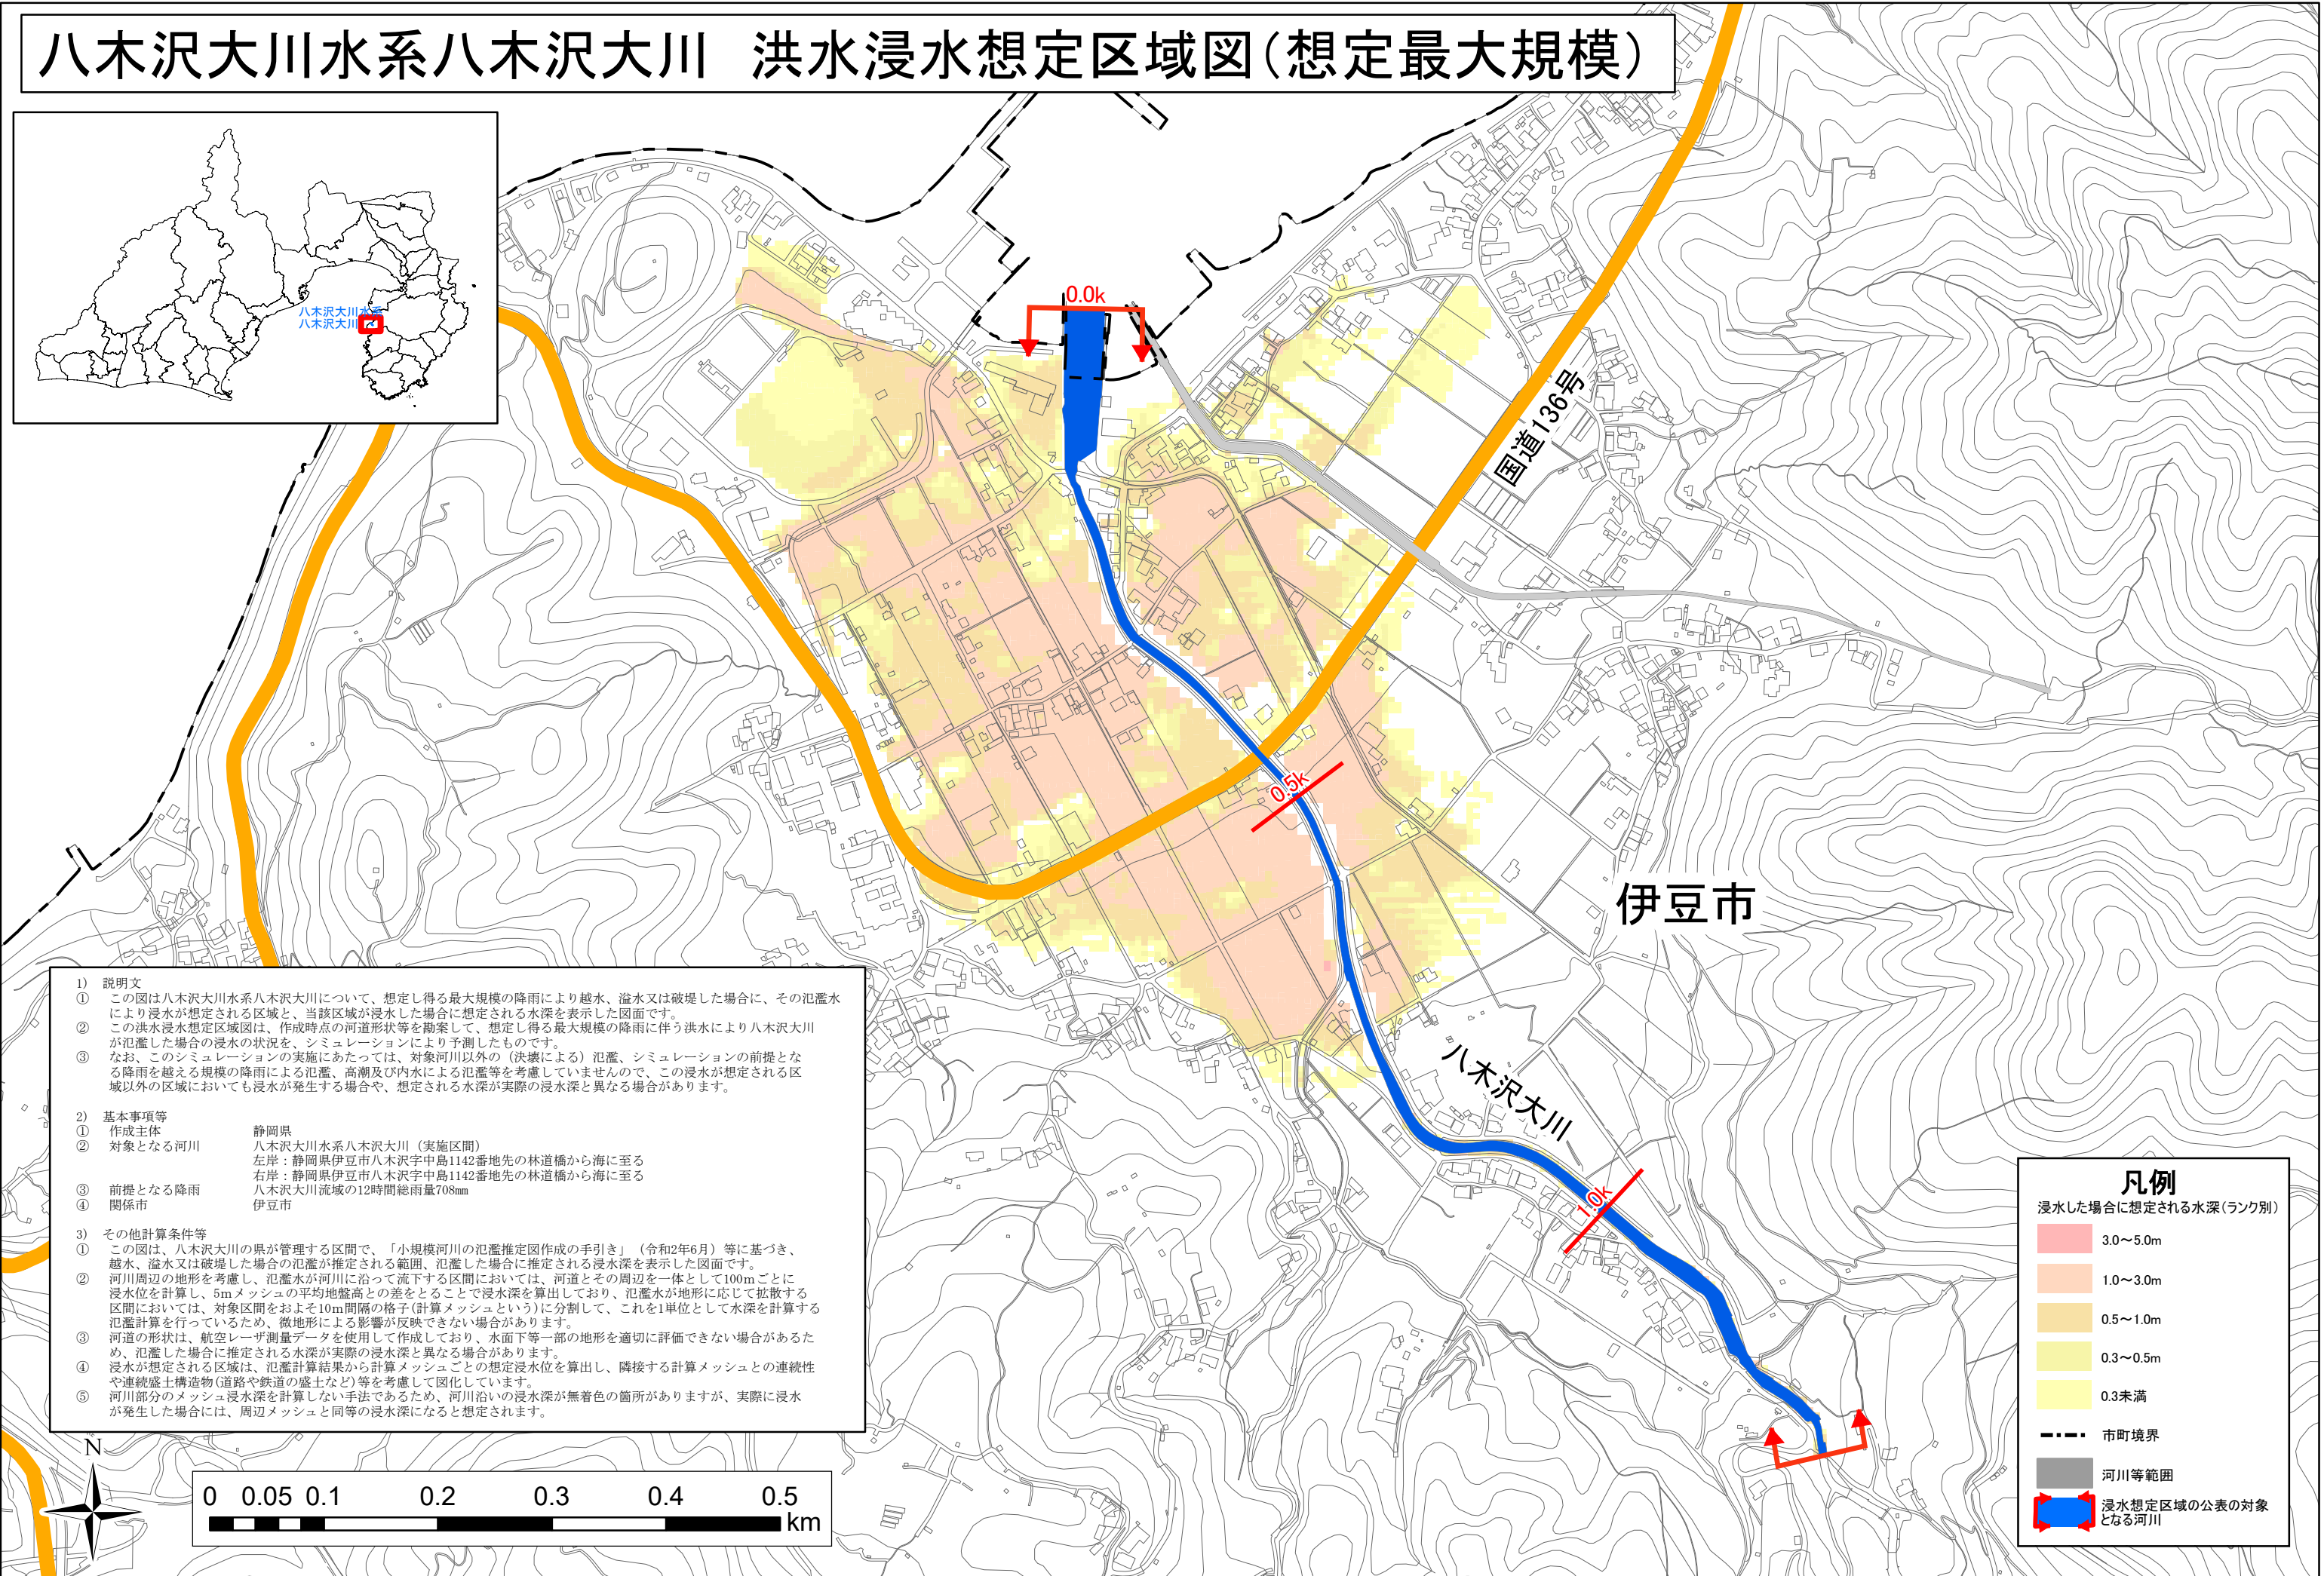 八木沢大川水系八木沢大川　洪水浸水想定区域図(想定最大規模)
八木沢大川水系
八木沢大川
0.0k
国道136号
0.5k
伊豆市
八木沢大川
1.0k
1)　説明文
①　この図は八木沢大川水系八木沢大川について、想定し得る最大規模の降雨により越水、溢水又は破堤した場合に、その氾濫水
により浸水が想定される区域と、当該区域が浸水した場合に想定される水深を表示した図面です。
②　この洪水浸水想定区域図は、作成時点の河道形状等を勘案して、想定し得る最大規模の降雨に伴う洪水により八木沢大川
が氾濫した場合の浸水の状況を、シミュレーションにより予測したものです。
③　なお、このシミュレーションの実施にあたっては、対象河川以外の（決壊による）氾濫、シミュレーションの前提とな
る降雨を越える規模の降雨による氾濫、高潮及び内水による氾濫等を考慮していませんので、この浸水が想定される区
域以外の区域においても浸水が発生する場合や、想定される水深が実際の浸水深と異なる場合があります。
2)　基本事項等
①　作成主体　静岡県
②　対象となる河川　八木沢大川水系八木沢大川（実施区間）
左岸：静岡県伊豆市八木沢字中島1142番地先の林道橋から海に至る
右岸：静岡県伊豆市八木沢字中島1142番地先の林道橋から海に至る
③　前提となる降雨　八木沢大川流域の12時間総雨量708㎜
④　関係市　伊豆市
3)　その他計算条件等
①　この図は、八木沢大川の県が管理する区間で、「小規模河川の氾濫推定図作成の手引き」（令和2年6月）等に基づき、
越水、溢水又は破堤した場合の氾濫が推定される範囲、氾濫した場合に推定される浸水深を表示した図面です。
②　河川周辺の地形を考慮し、氾濫水が河川に沿って流下する区間においては、河道とその周辺を一体として100mごとに
浸水位を計算し、5mメッシュの平均地盤高との差をとることで浸水深を算出しており、氾濫水が地形に応じて拡散する
区間においては、対象区間をおよそ10m間隔の格子(計算メッシュという)に分割して、これを1単位として水深を計算する
氾濫計算を行っているため、微地形による影響が反映できない場合があります。
③　河道の形状は、航空レーザ測量データを使用して作成しており、水面下等一部の地形を適切に評価できない場合があるた
め、氾濫した場合に推定される水深が実際の浸水深と異なる場合があります。
④　浸水が想定される区域は、氾濫計算結果から計算メッシュごとの想定浸水位を算出し、隣接する計算メッシュとの連続性
や連続盛土構造物(道路や鉄道の盛土など)等を考慮して図化しています。
⑤　河川部分のメッシュ浸水深を計算しない手法であるため、河川沿いの浸水深が無着色の箇所がありますが、実際に浸水
が発生した場合には、周辺メッシュと同等の浸水深になると想定されます。
N
0 0.05 0.1 0.2 0.3 0.4 0.5
km
凡例
浸水した場合に想定される水深(ランク別)
3.0～5.0m
1.0～3.0m
0.5～1.0m
0.3～0.5m
0.3未満
市町境界
河川等範囲
浸水想定区域の公表の対象
となる河川